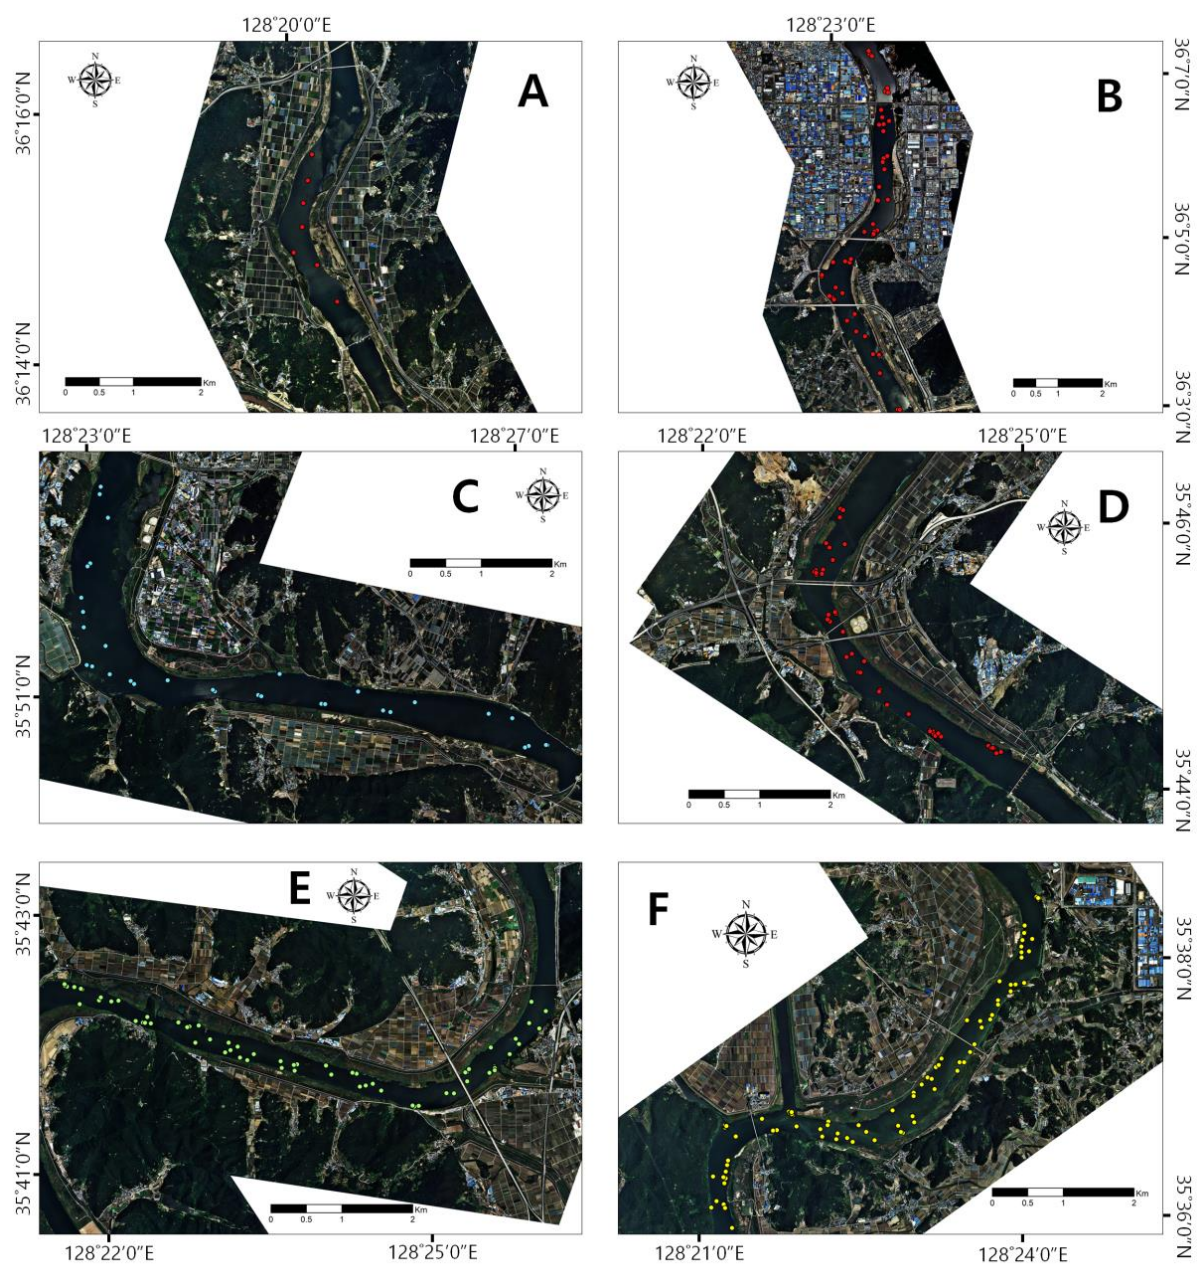 128°20'0"E
128°23'0"E
N
W E
S
A
N
W E
S
B
36°16'0"N
36°14'0"N
36°7'0"N
36°5'0"N
36°3'0"N
0 0.5 1 2 Km
0 0.5 1 2 Km
128°23'0"E
128°27'0"E
128°22'0"E
128°25'0"E
C
N
W E
S
D
N
W E
S
35°51'0"N
35°46'0"N
35°44'0"N
0 0.5 1 2 Km
0 0.5 1 2 Km
E
N
W E
S
F
N
W E
S
35°43'0"N
35°41'0"N
35°38'0"N
35°36'0"N
0 0.5 1 2 Km
0 0.5 1 2 Km
128°22'0"E
128°25'0"E
128°21'0"E
128°24'0"E